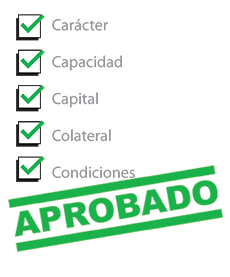 Carácter
Capacidad
Capital
Colateral
Condiciones
APROBADO